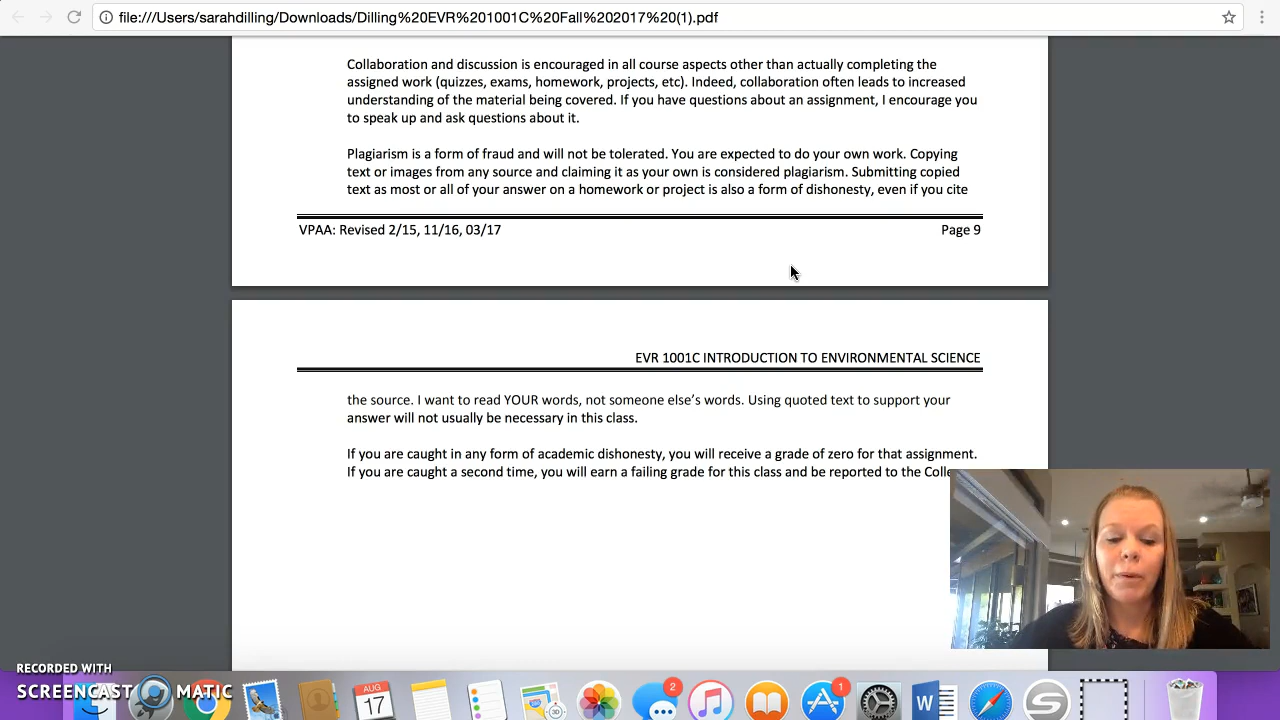 file:///Users/sarahdilling/Downloads/Dilling%20EVR%201001C%20Fall%202017%20(1).pdf
Collaboration and discussion is encouraged in all course aspects other than actually completing the
assigned work (quizzes, exams, homework, projects, etc). Indeed, collaboration often leads to increased
understanding of the material being covered. If you have questions about an assignment, I encourage you
to speak up and ask questions about it.
Plagiarism is a form of fraud and will not be tolerated. You are expected to do your own work. Copying
text or images from any source and claiming it as your own is considered plagiarism. Submitting copied
text as most or all of your answer on a homework or project is also a form of dishonesty, even if you cite
VPAA: Revised 2/15, 11/16, 03/17 Page 9
EVR 1001C INTRODUCTION TO ENVIRONMENTAL SCIENCE
the source. I want to read YOUR words, not someone else's words. Using quoted text to support your
answer will not usually be necessary in this class.
If you are caught in any form of academic dishonesty, you will receive a grade of zero for that assignment.
If you are caught a second time, you will earn a failing grade for this class and be reported to the Colle
RECORDED WITH
SCREENCAST MATIC
AUG
17
2
1
W
S